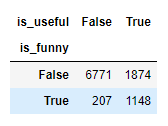 is_useful False True
is_funny
False 6771 1874
True 207 1148